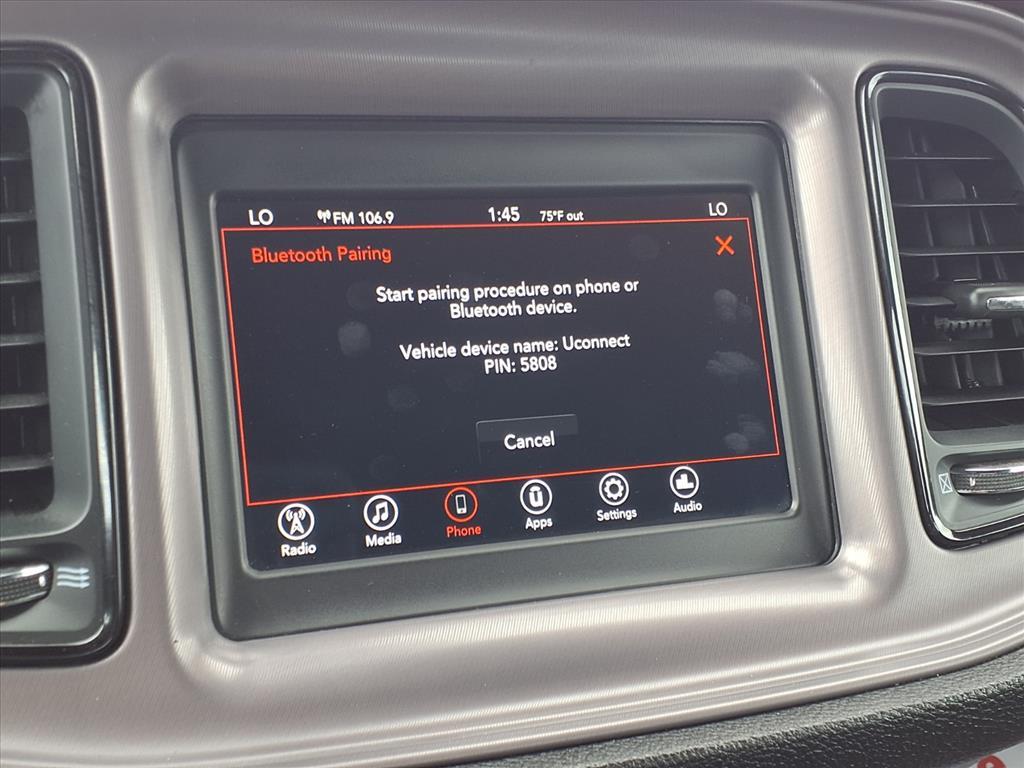 LO FM 106.9 1:45 75°F out LO
Bluetooth Pairing X
Start pairing procedure on phone or
Bluetooth device.
Vehicle device name: Uconnect
PIN: 5808
Cancel
Radio Media Phone Apps Settings Audio